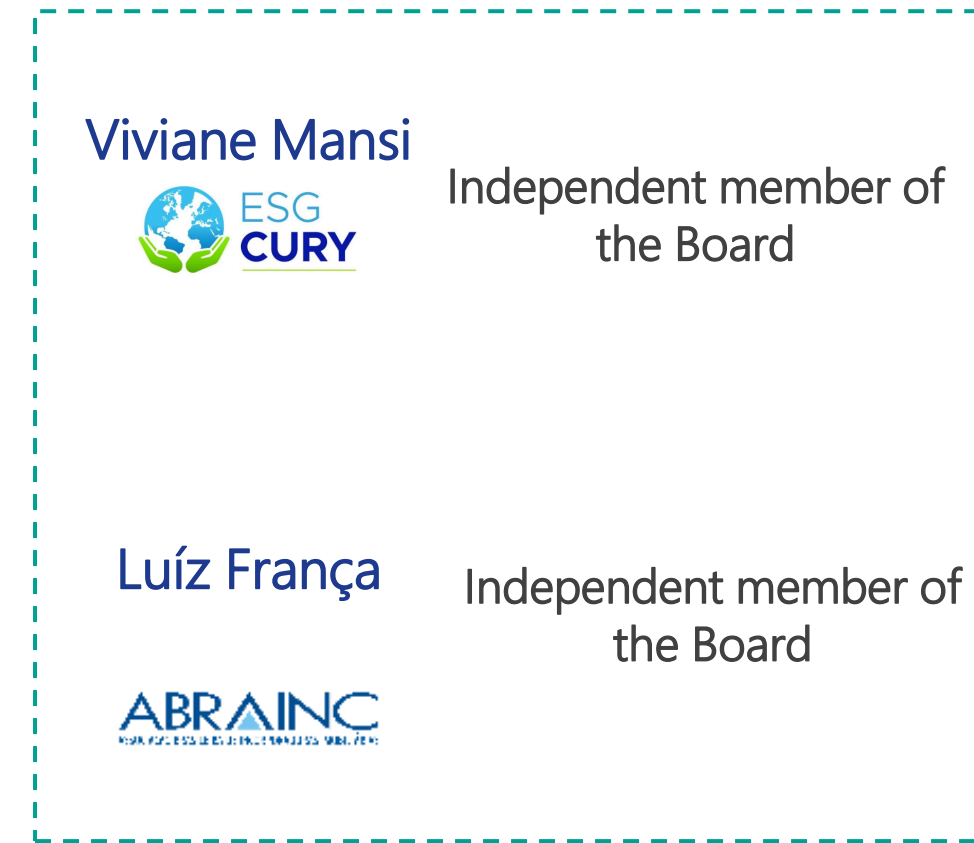 Viviane Mansi
ESG
CURY
Independent member of
the Board
Luíz França
Independent member of
the Board
ABRAINC